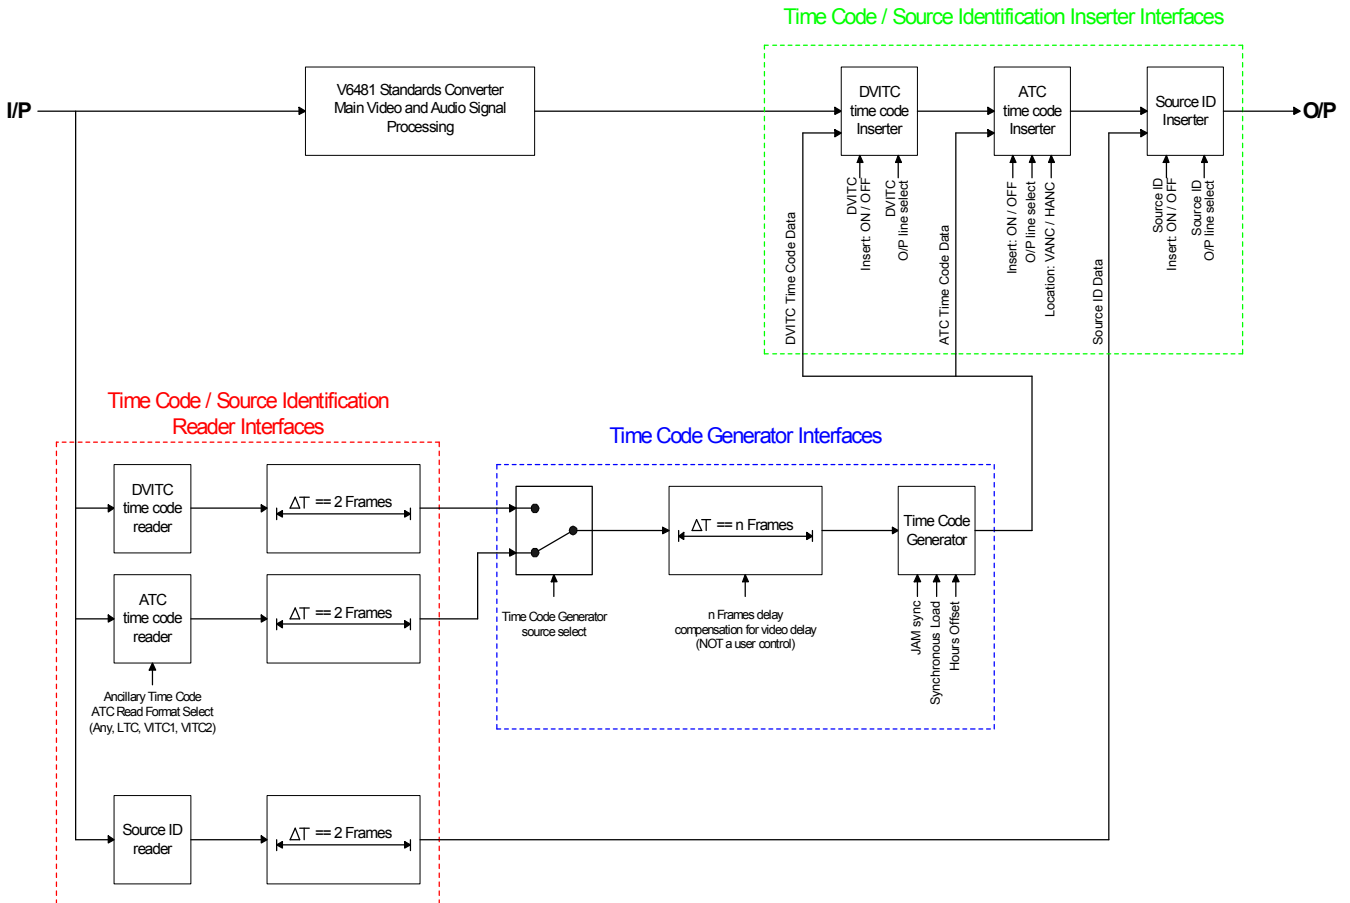 Time Code / Source Identification Inserter Interfaces
I/P
V6481 Standards Converter
Main Video and Audio Signal
Processing
DVITC
time code
Inserter
ATC
time code
Inserter
Source ID
Inserter
O/P
DVITC
Insert: ON / OFF
DVITC
O/P line select
Insert: ON / OFF
O/P line select
Location: VANC / HANC
Source ID
Insert: ON / OFF
Source ID
O/P line select
DVITC Time Code Data
ATC Time Code Data
Source ID Data
Time Code / Source Identification
Reader Interfaces
DVITC
time code
reader
ΔT == 2 Frames
ATC
time code
reader
ΔT == 2 Frames
Ancillary Time Code
ATC Read Format Select
(Any, LTC, VITC1, VITC2)
Source ID
reader
ΔT == 2 Frames
Time Code Generator Interfaces
Time Code Generator
source select
ΔT == n Frames
n Frames delay
compensation for video delay
(NOT a user control)
Time Code
Generator
JAM sync
Synchronous Load
Hours Offset